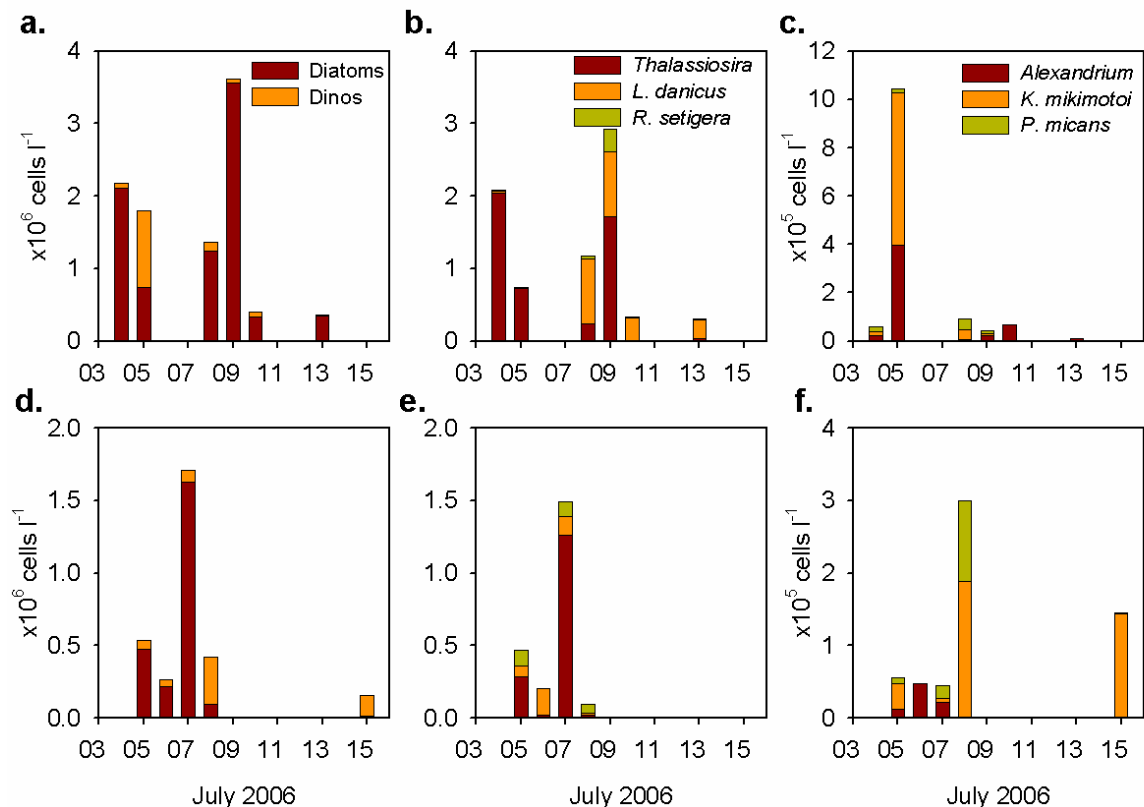 a.
b.
c.
4
3
2
1
0
x10⁶ cells l⁻¹
Diatoms
Dinos
03 05 07 09 11 13 15
4
3
2
1
0
Thalassiosira
L. danicus
R. setigera
03 05 07 09 11 13 15
12
10
8
6
4
2
0
x10⁵ cells l⁻¹
Alexandrium
K. mikimotoi
P. micans
03 05 07 09 11 13 15
d.
e.
f.
2.0
1.5
1.0
0.5
0.0
x10⁶ cells l⁻¹
03 05 07 09 11 13 15
July 2006
2.0
1.5
1.0
0.5
0.0
03 05 07 09 11 13 15
July 2006
4
3
2
1
0
x10⁵ cells l⁻¹
03 05 07 09 11 13 15
July 2006